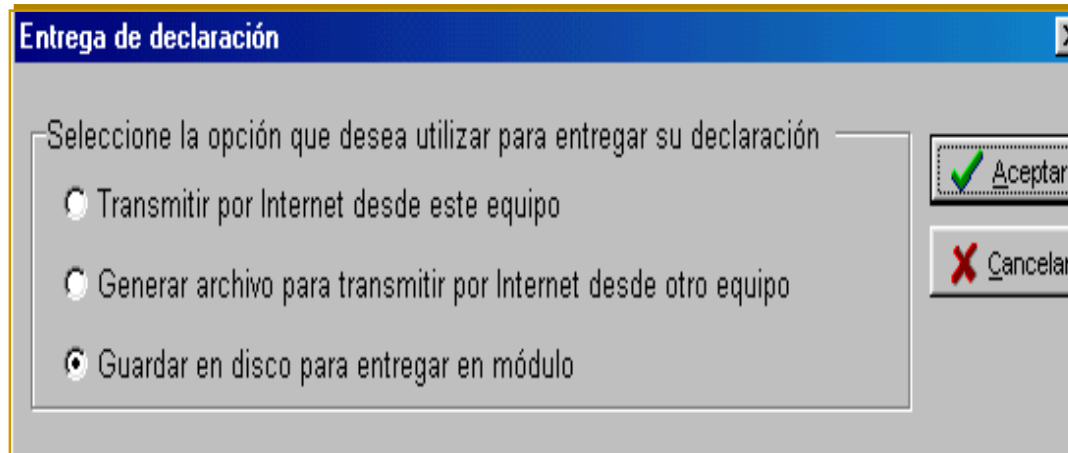 Entrega de declaración
Seleccione la opción que desea utilizar para entregar su declaración
Transmitir por Internet desde este equipo
Generar archivo para transmitir por Internet desde otro equipo
Guardar en disco para entregar en módulo
Aceptar
Cancelar